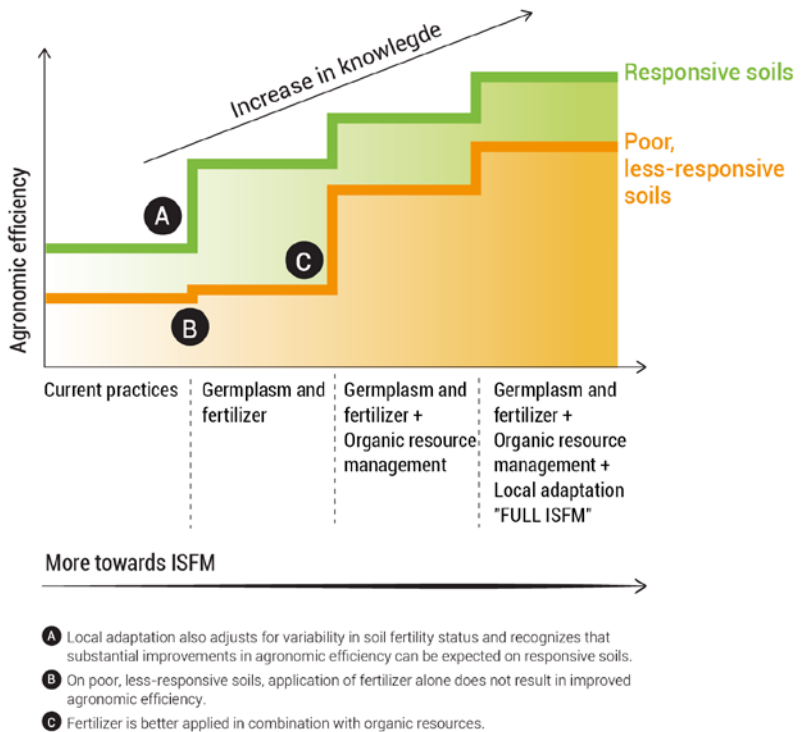 Increase in knowlegde
Responsive soils
Poor,
less-responsive
soils
Agronomic efficiency
A
B
C
Current practices
Germplasm and
fertilizer
Germplasm and
fertilizer +
Organic resource
management
Germplasm and
fertilizer +
Organic resource
management +
Local adaptation
"FULL ISFM"
More towards ISFM
A Local adaptation also adjusts for variability in soil fertility status and recognizes that
substantial improvements in agronomic efficiency can be expected on responsive soils.
B On poor, less-responsive soils, application of fertilizer alone does not result in improved
agronomic efficiency.
C Fertilizer is better applied in combination with organic resources.